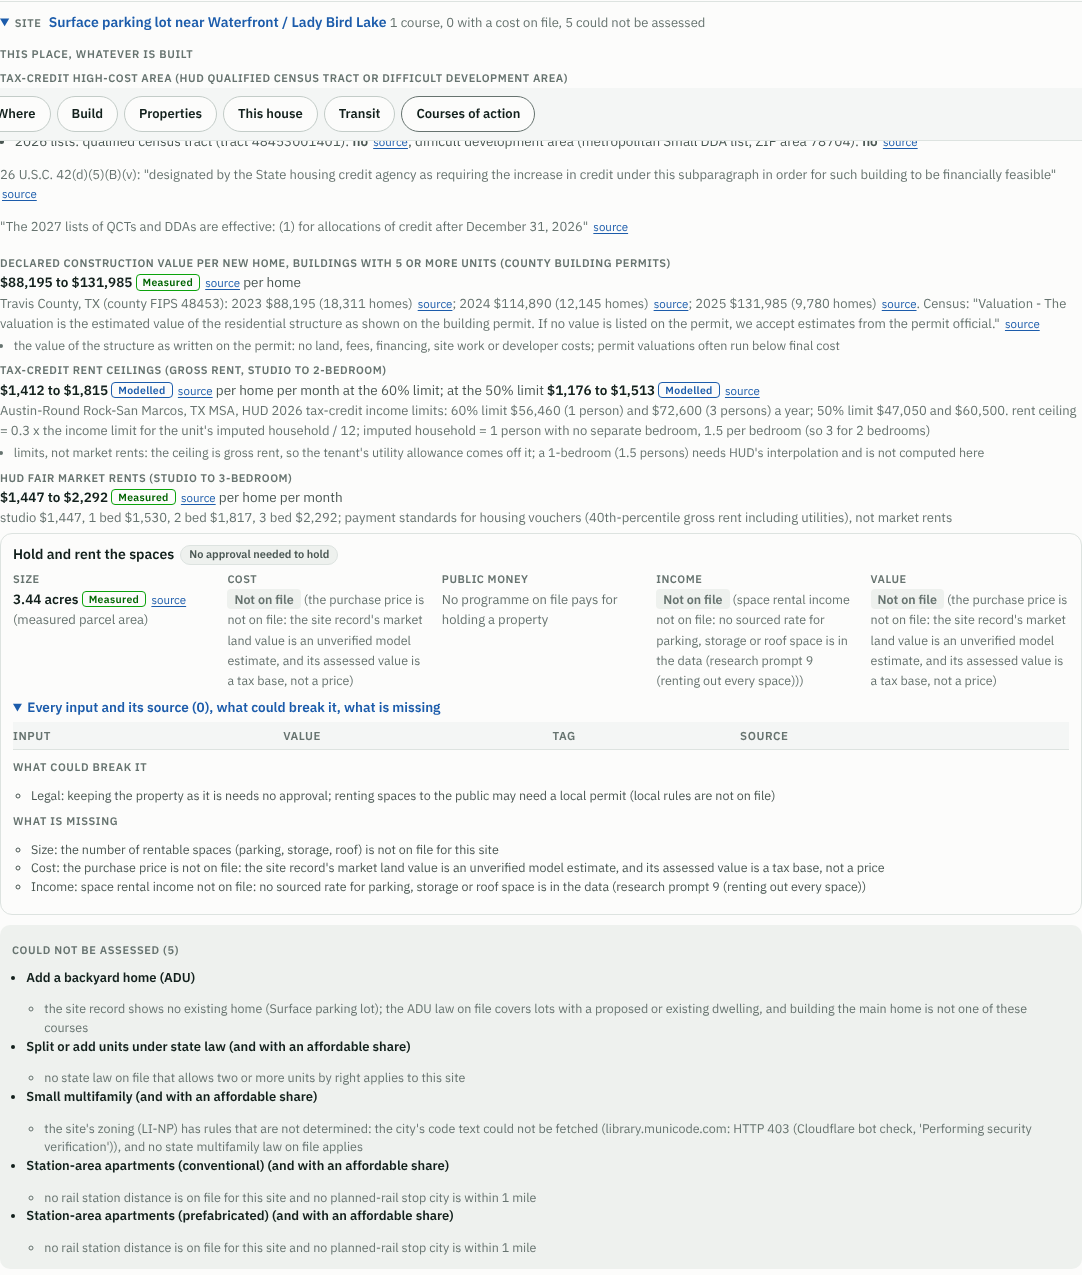 ▼ SITE Surface parking lot near Waterfront / Lady Bird Lake 1 course, 0 with a cost on file, 5 could not be assessed
THIS PLACE, WHATEVER IS BUILT
TAX-CREDIT HIGH-COST AREA (HUD QUALIFIED CENSUS TRACT OR DIFFICULT DEVELOPMENT AREA)
Where Build Properties This house Transit Courses of action
• 2026 lists: qualified census tract (tract 48453001401): no source; difficult development area (metropolitan Small DDA list, ZIP area 78704): no source
26 U.S.C. 42(d)(5)(B)(v): "designated by the State housing credit agency as requiring the increase in credit under this subparagraph in order for such building to be financially feasible"
source
"The 2027 lists of QCTs and DDAs are effective: (1) for allocations of credit after December 31, 2026" source
DECLARED CONSTRUCTION VALUE PER NEW HOME, BUILDINGS WITH 5 OR MORE UNITS (COUNTY BUILDING PERMITS)
$88,195 to $131,985 Measured source per home
Travis County, TX (county FIPS 48453): 2023 $88,195 (18,311 homes) source; 2024 $114,890 (12,145 homes) source; 2025 $131,985 (9,780 homes) source. Census: "Valuation - The
valuation is the estimated value of the residential structure as shown on the building permit. If no value is listed on the permit, we accept estimates from the permit official." source
• the value of the structure as written on the permit: no land, fees, financing, site work or developer costs; permit valuations often run below final cost
TAX-CREDIT RENT CEILINGS (GROSS RENT, STUDIO TO 2-BEDROOM)
$1,412 to $1,815 Modelled source per home per month at the 60% limit; at the 50% limit $1,176 to $1,513 Modelled source
Austin-Round Rock-San Marcos, TX MSA, HUD 2026 tax-credit income limits: 60% limit $56,460 (1 person) and $72,600 (3 persons) a year; 50% limit $47,050 and $60,500. rent ceiling
= 0.3 x the income limit for the unit's imputed household / 12; imputed household = 1 person with no separate bedroom, 1.5 per bedroom (so 3 for 2 bedrooms)
• limits, not market rents: the ceiling is gross rent, so the tenant's utility allowance comes off it; a 1-bedroom (1.5 persons) needs HUD's interpolation and is not computed here
HUD FAIR MARKET RENTS (STUDIO TO 3-BEDROOM)
$1,447 to $2,292 Measured source per home per month
studio $1,447, 1 bed $1,530, 2 bed $1,817, 3 bed $2,292; payment standards for housing vouchers (40th-percentile gross rent including utilities), not market rents
Hold and rent the spaces No approval needed to hold
SIZE
3.44 acres Measured source
(measured parcel area)
COST
Not on file (the purchase price is
not on file: the site record's market
land value is an unverified model
estimate, and its assessed value is
a tax base, not a price)
PUBLIC MONEY
No programme on file pays for
holding a property
INCOME
Not on file (space rental income
not on file: no sourced rate for
parking, storage or roof space is in
the data (research prompt 9
(renting out every space)))
VALUE
Not on file (the purchase price is
not on file: the site record's market
land value is an unverified model
estimate, and its assessed value is
a tax base, not a price)
▼ Every input and its source (0), what could break it, what is missing
INPUT VALUE TAG SOURCE
WHAT COULD BREAK IT
◦ Legal: keeping the property as it is needs no approval; renting spaces to the public may need a local permit (local rules are not on file)
WHAT IS MISSING
◦ Size: the number of rentable spaces (parking, storage, roof) is not on file for this site
◦ Cost: the purchase price is not on file: the site record's market land value is an unverified model estimate, and its assessed value is a tax base, not a price
◦ Income: space rental income not on file: no sourced rate for parking, storage or roof space is in the data (research prompt 9 (renting out every space))
COULD NOT BE ASSESSED (5)
• Add a backyard home (ADU)
◦ the site record shows no existing home (Surface parking lot); the ADU law on file covers lots with a proposed or existing dwelling, and building the main home is not one of these
courses
• Split or add units under state law (and with an affordable share)
◦ no state law on file that allows two or more units by right applies to this site
• Small multifamily (and with an affordable share)
◦ the site's zoning (LI-NP) has rules that are not determined: the city's code text could not be fetched (library.municode.com: HTTP 403 (Cloudflare bot check, 'Performing security
verification')), and no state multifamily law on file applies
• Station-area apartments (conventional) (and with an affordable share)
◦ no rail station distance is on file for this site and no planned-rail stop city is within 1 mile
• Station-area apartments (prefabricated) (and with an affordable share)
◦ no rail station distance is on file for this site and no planned-rail stop city is within 1 mile